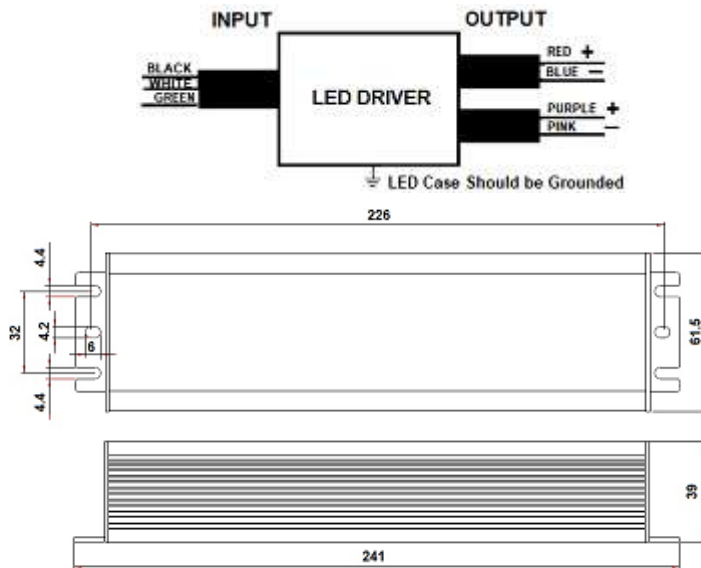 INPUT
OUTPUT
BLACK
WHITE
GREEN
LED DRIVER
RED +
BLUE −
PURPLE +
PINK −
LED Case Should be Grounded
226
4.4
32
4.2
6
4.4
61.5
39
241